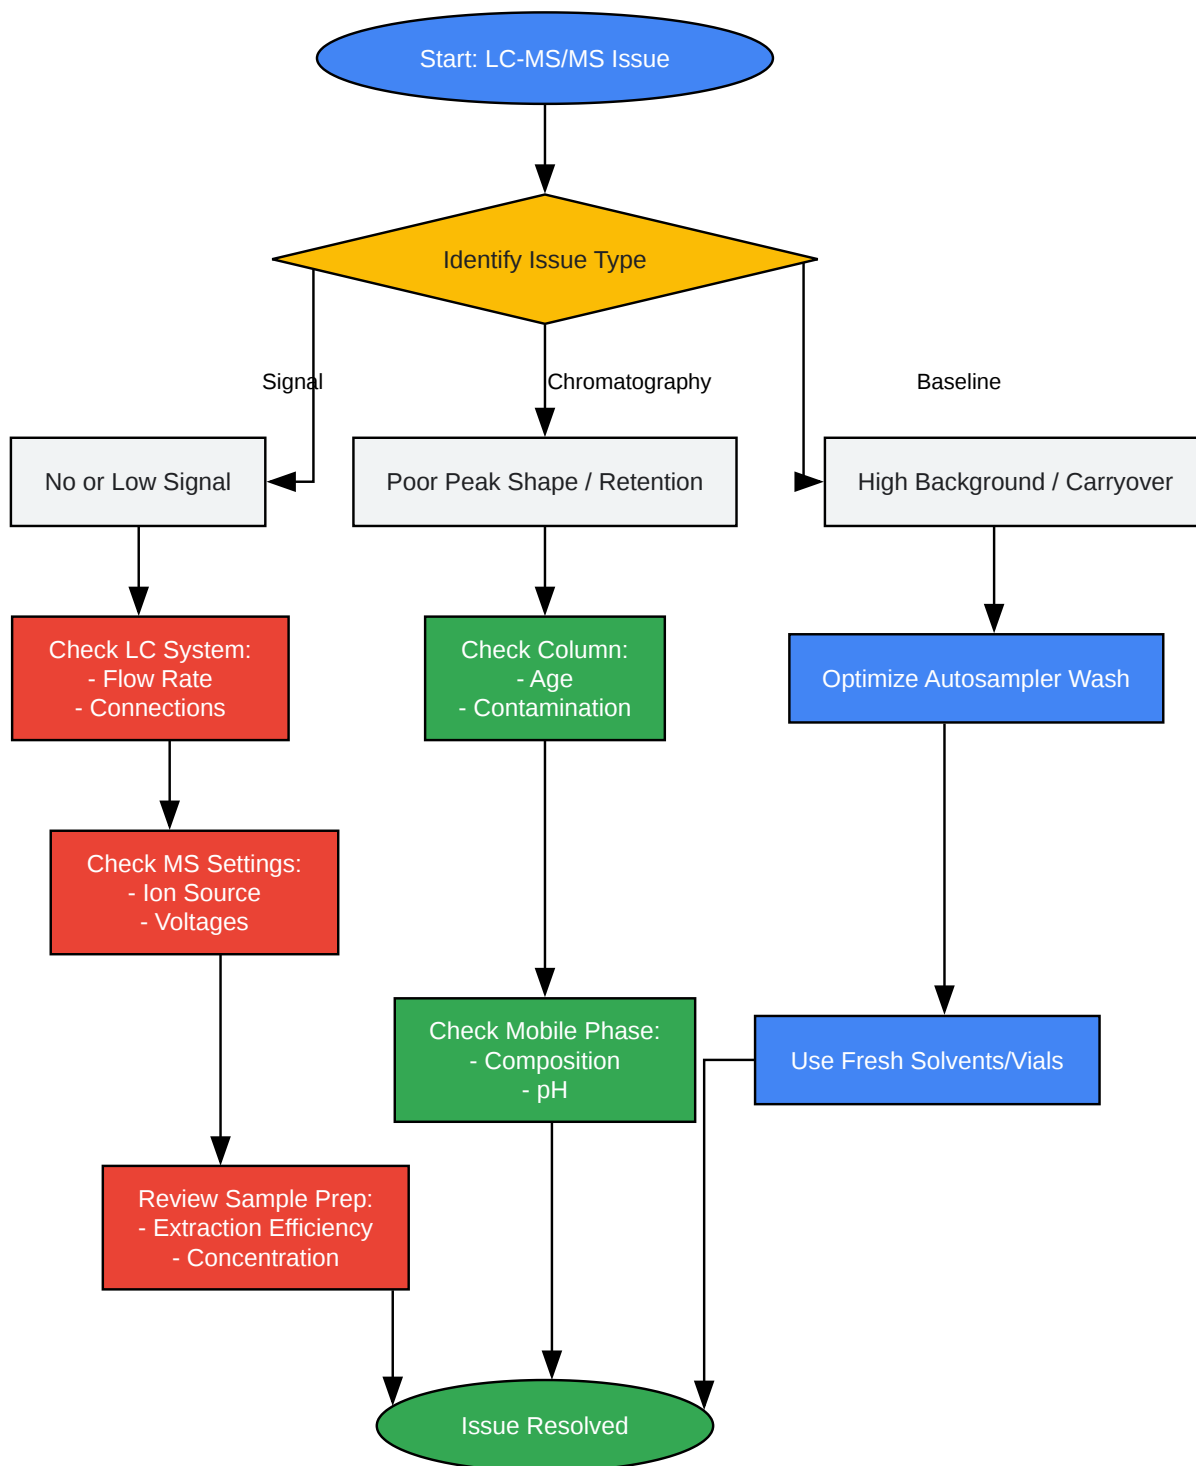 Start: LC-MS/MS Issue
Identify Issue Type
Signal
Chromatography
Baseline
No or Low Signal
Poor Peak Shape / Retention
High Background / Carryover
Check LC System:
- Flow Rate
- Connections
Check Column:
- Age
- Contamination
Optimize Autosampler Wash
Check MS Settings:
- Ion Source
- Voltages
Check Mobile Phase:
- Composition
- pH
Use Fresh Solvents/Vials
Review Sample Prep:
- Extraction Efficiency
- Concentration
Issue Resolved